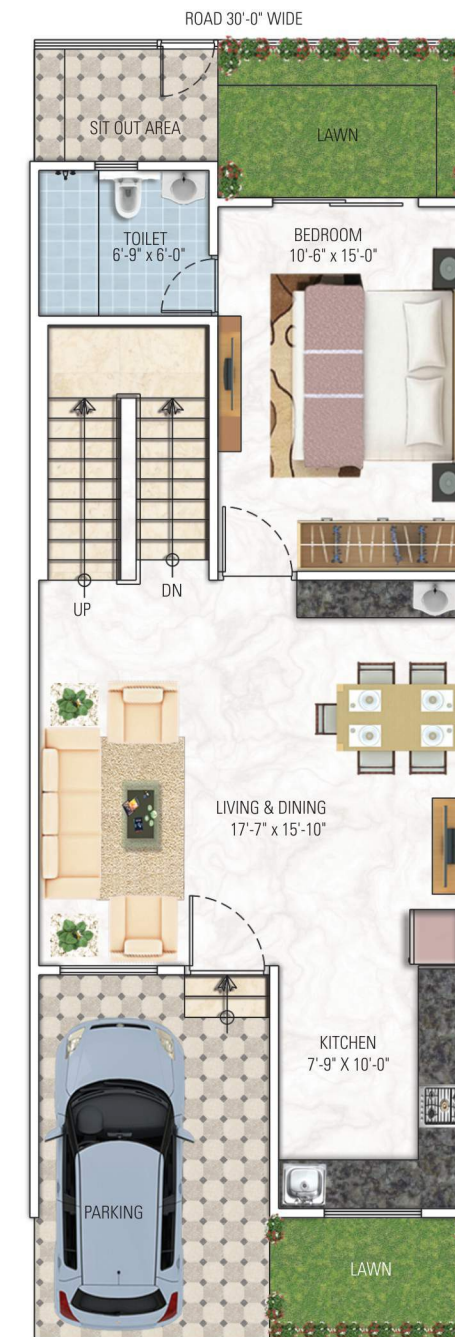 ROAD 30'-0" WIDE
SIT OUT AREA
LAWN
TOILET
6'-9" x 6'-0"
BEDROOM
10'-6" x 15'-0"
UP
DN
LIVING & DINING
17'-7" x 15'-10"
KITCHEN
7'-9" X 10'-0"
PARKING
LAWN